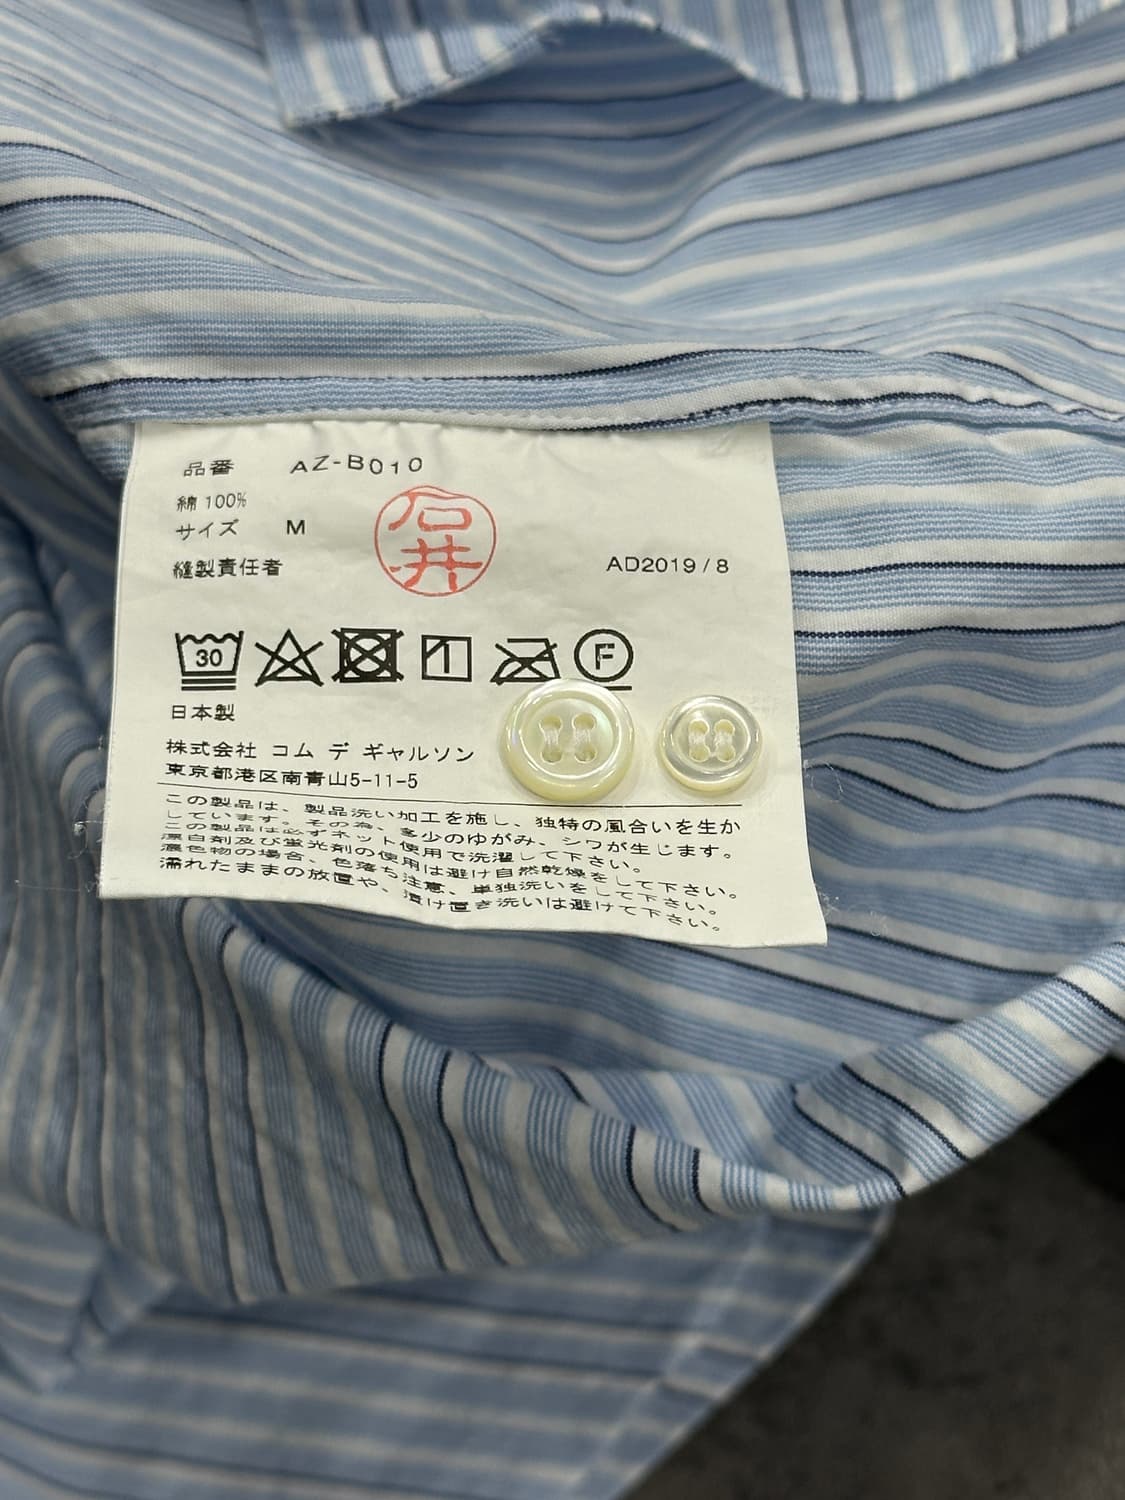 品番 AZ-B010
綿 100%
サイズ M
石井
縫製責任者 AD2019/8
30 F
日本製
株式会社 コム デ ギャルソン
東京都港区南青山5-11-5
この製品は、製品洗い加工を施し、独特の風合いを生か
しています。その為、多少のゆがみ、シワが生じます。
この製品は必ずネット使用で洗濯して下さい。
漂白剤及び蛍光剤の使用は避け自然乾燥をして下さい。
濃色物の場合、色落ち注意、単独洗いをして下さい。
濡れたままの放置や、漬け置き洗いは避けて下さい。